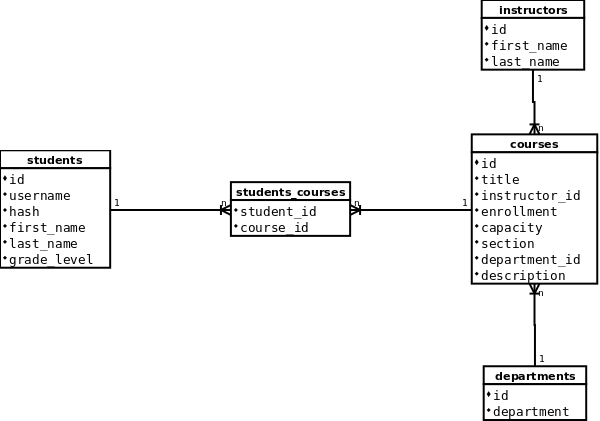 instructors
id
first_name
last_name
1
n
students
id
username
hash
first_name
last_name
grade_level
1
n
students_courses
student_id
course_id
n
1
courses
id
title
instructor_id
enrollment
capacity
section
department_id
description
n
1
departments
id
department